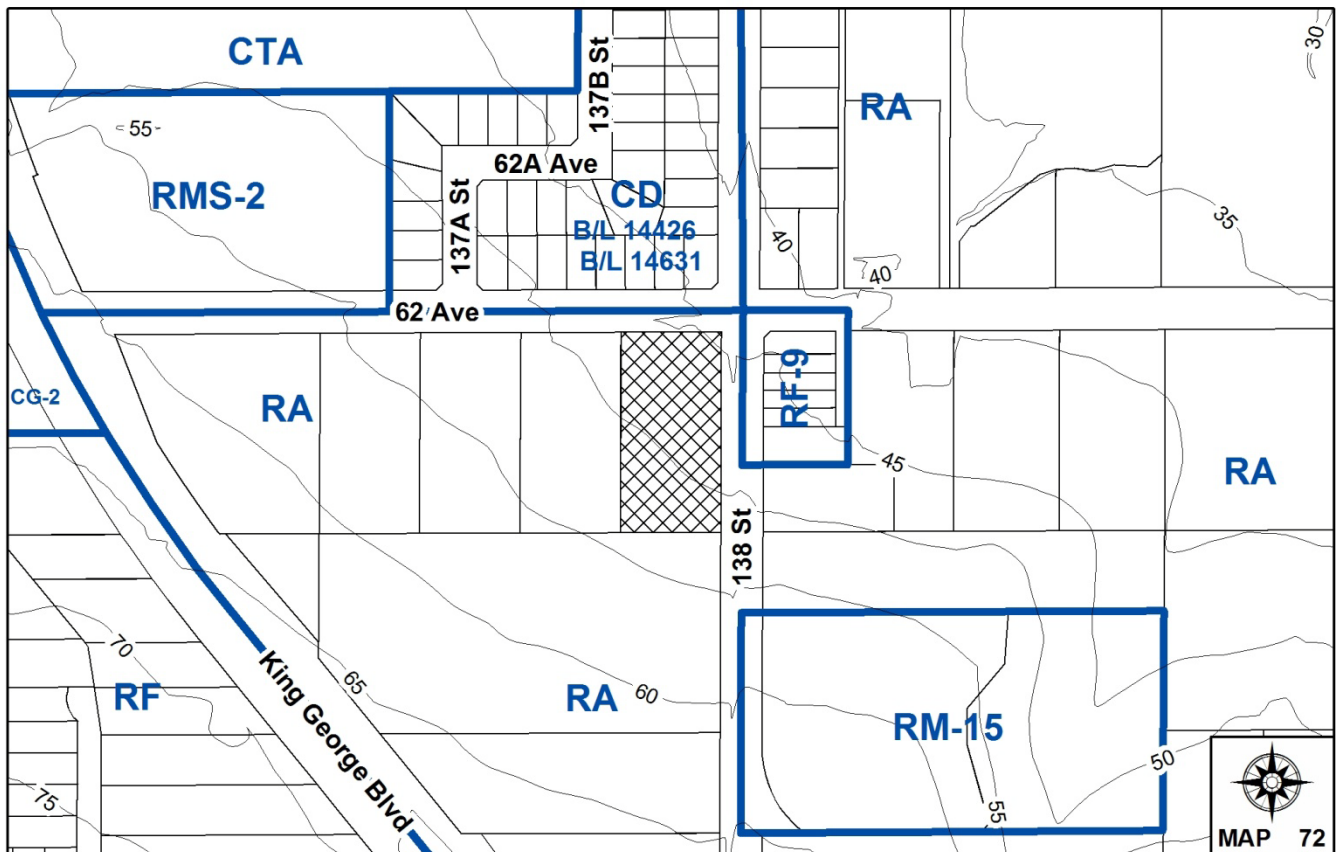 CTA
137B St
30
RA
55
62A Ave
RMS-2
137A St
CD
35
B/L 14426
40
B/L 14631
40
62 Ave
RF-9
CG-2
RA
45
RA
138 St
70
King George Blvd
65
60
RF
RA
RM-15
50
75
55
MAP 72